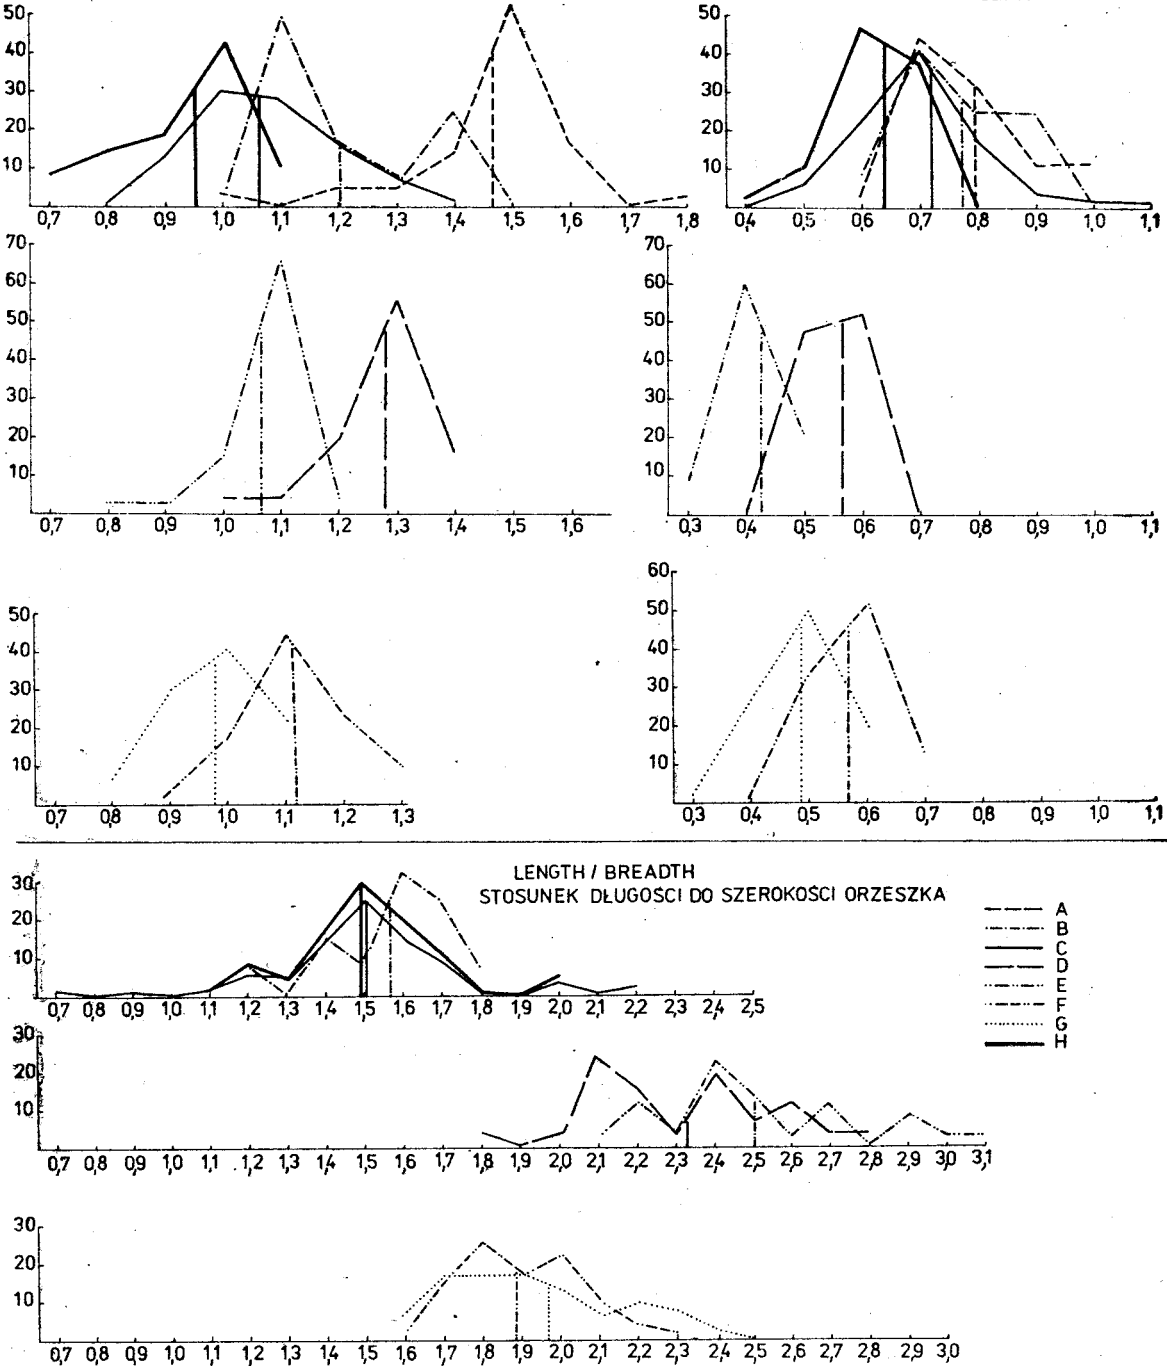 50
40
30
20
10
0,7 0,8 0,9 1,0 1,1 1,2 1,3 1,4 1,5 1,6 1,7 1,8
50
40
30
20
10
0,4 0,5 0,6 0,7 0,8 0,9 1,0 1,1
70
60
50
40
30
20
10
0,7 0,8 0,9 1,0 1,1 1,2 1,3 1,4 1,5 1,6
70
60
50
40
30
20
10
0,3 0,4 0,5 0,6 0,7 0,8 0,9 1,0 1,1
50
40
30
20
10
0,7 0,8 0,9 1,0 1,1 1,2 1,3
60
50
40
30
20
10
0,3 0,4 0,5 0,6 0,7 0,8 0,9 1,0 1,1
LENGTH / BREADTH
STOSUNEK DŁUGOŚCI DO SZEROKOŚCI ORZESZKA
30
20
10
0,7 0,8 0,9 1,0 1,1 1,2 1,3 1,4 1,5 1,6 1,7 1,8 1,9 2,0 2,1 2,2 2,3 2,4 2,5
A
B
C
D
E
F
G
H
30
20
10
0,7 0,8 0,9 1,0 1,1 1,2 1,3 1,4 1,5 1,6 1,7 1,8 1,9 2,0 2,1 2,2 2,3 2,4 2,5 2,6 2,7 2,8 2,9 3,0 3,1
30
20
10
0,7 0,8 0,9 1,0 1,1 1,2 1,3 1,4 1,5 1,6 1,7 1,8 1,9 2,0 2,1 2,2 2,3 2,4 2,5 2,6 2,7 2,8 2,9 3,0